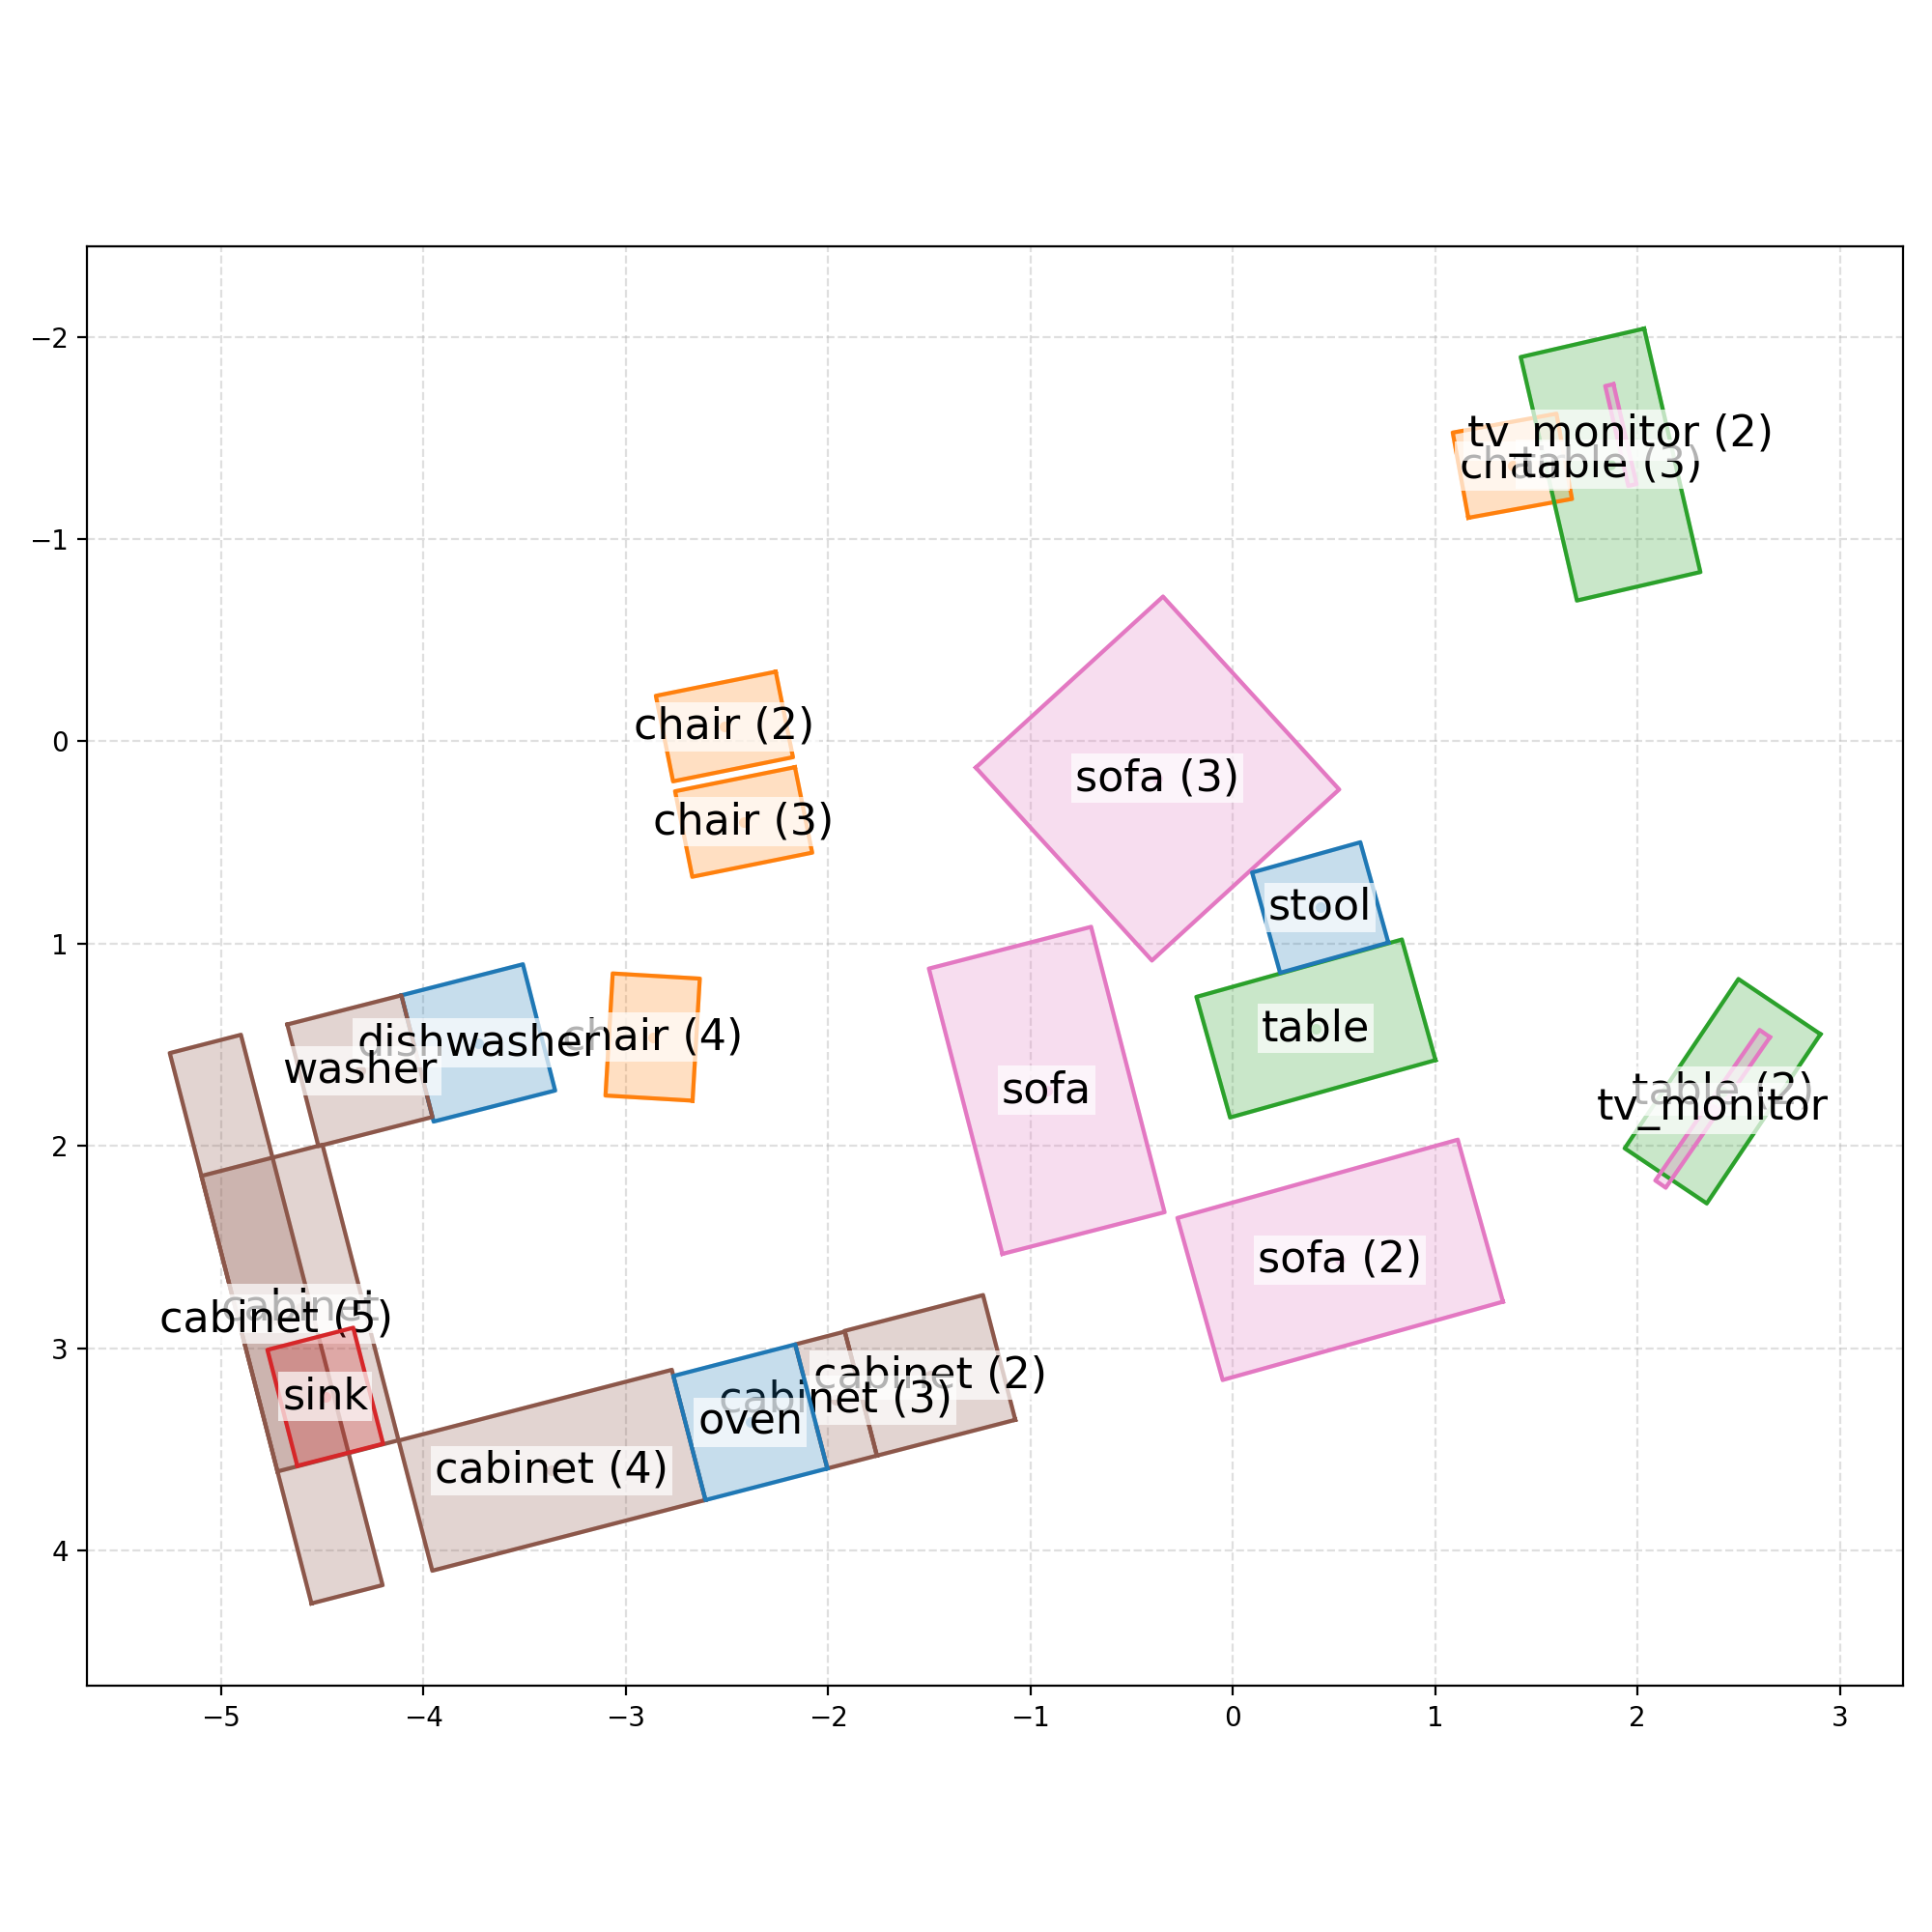 −2
−1
0
1
2
3
4
−5
−4
−3
−2
−1
0
1
2
3
tv_monitor (2)
table (3)
chair (2)
chair (3)
sofa (3)
stool
table
chair (4)
dishwasher
washer
sofa
table (2)
tv_monitor
sofa (2)
cabinet
cabinet (5)
sink
cabinet (2)
cabinet (3)
oven
cabinet (4)